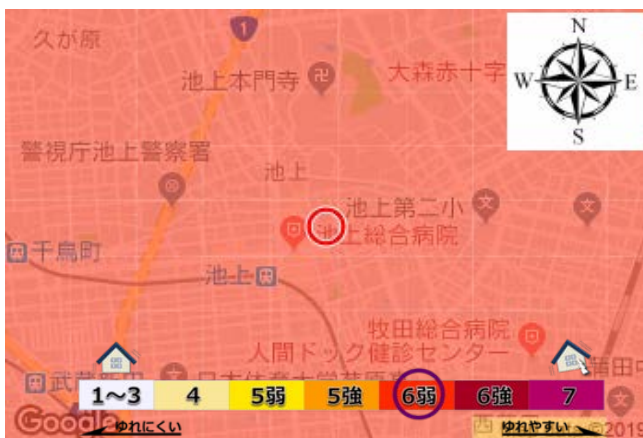 久が原
1
N
池上本門寺
大森赤十字
W
E
S
警視庁池上警察署
池上
池上第二小
池上総合病院
千鳥町
池上
牧田総合病院
人間ドック健診センター
蒲田中
1～3
4
5弱
5強
6弱
6強
7
Google
ゆれにくい
ゆれやすい